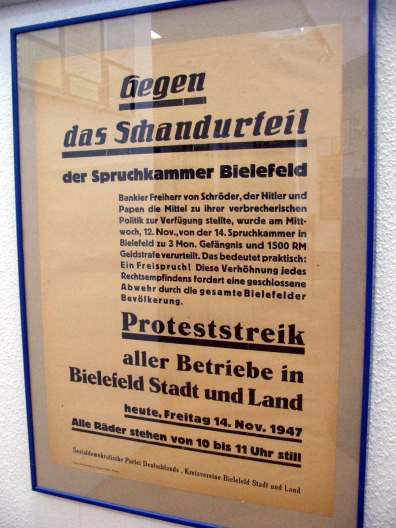 Gegen
das Schandurteil
der Spruchkammer Bielefeld
Bankier Freiherr von Schröder, der Hitler und
Papen die Mittel zu ihrer verbrecherischen
Politik zur Verfügung stellte, wurde am Mitt-
woch, 12. Nov., von der 14. Spruchkammer in
Bielefeld zu 3 Mon. Gefängnis und 1500 RM
Geldstrafe verurteilt. Das bedeutet praktisch:
Ein Freispruch! Diese Verhöhnung jedes
Rechtsempfindens fordert eine geschlossene
Abwehr durch die gesamte Bielefelder
Bevölkerung.
Proteststreik
aller Betriebe in
Bielefeld Stadt und Land
heute, Freitag 14. Nov. 1947
Alle Räder stehen von 10 bis 11 Uhr still
Sozialdemokratische Partei Deutschlands . Kreisvereine Bielefeld Stadt und Land